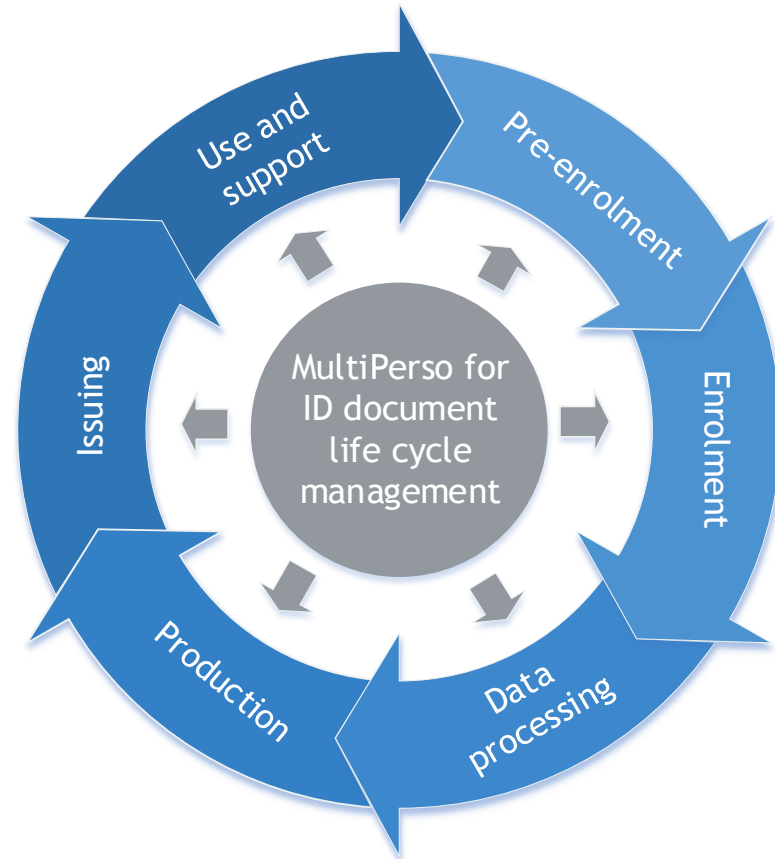 MultiPerso for
ID document
life cycle
management
Pre-enrolment
Enrolment
Data
processing
Production
Issuing
Use and
support